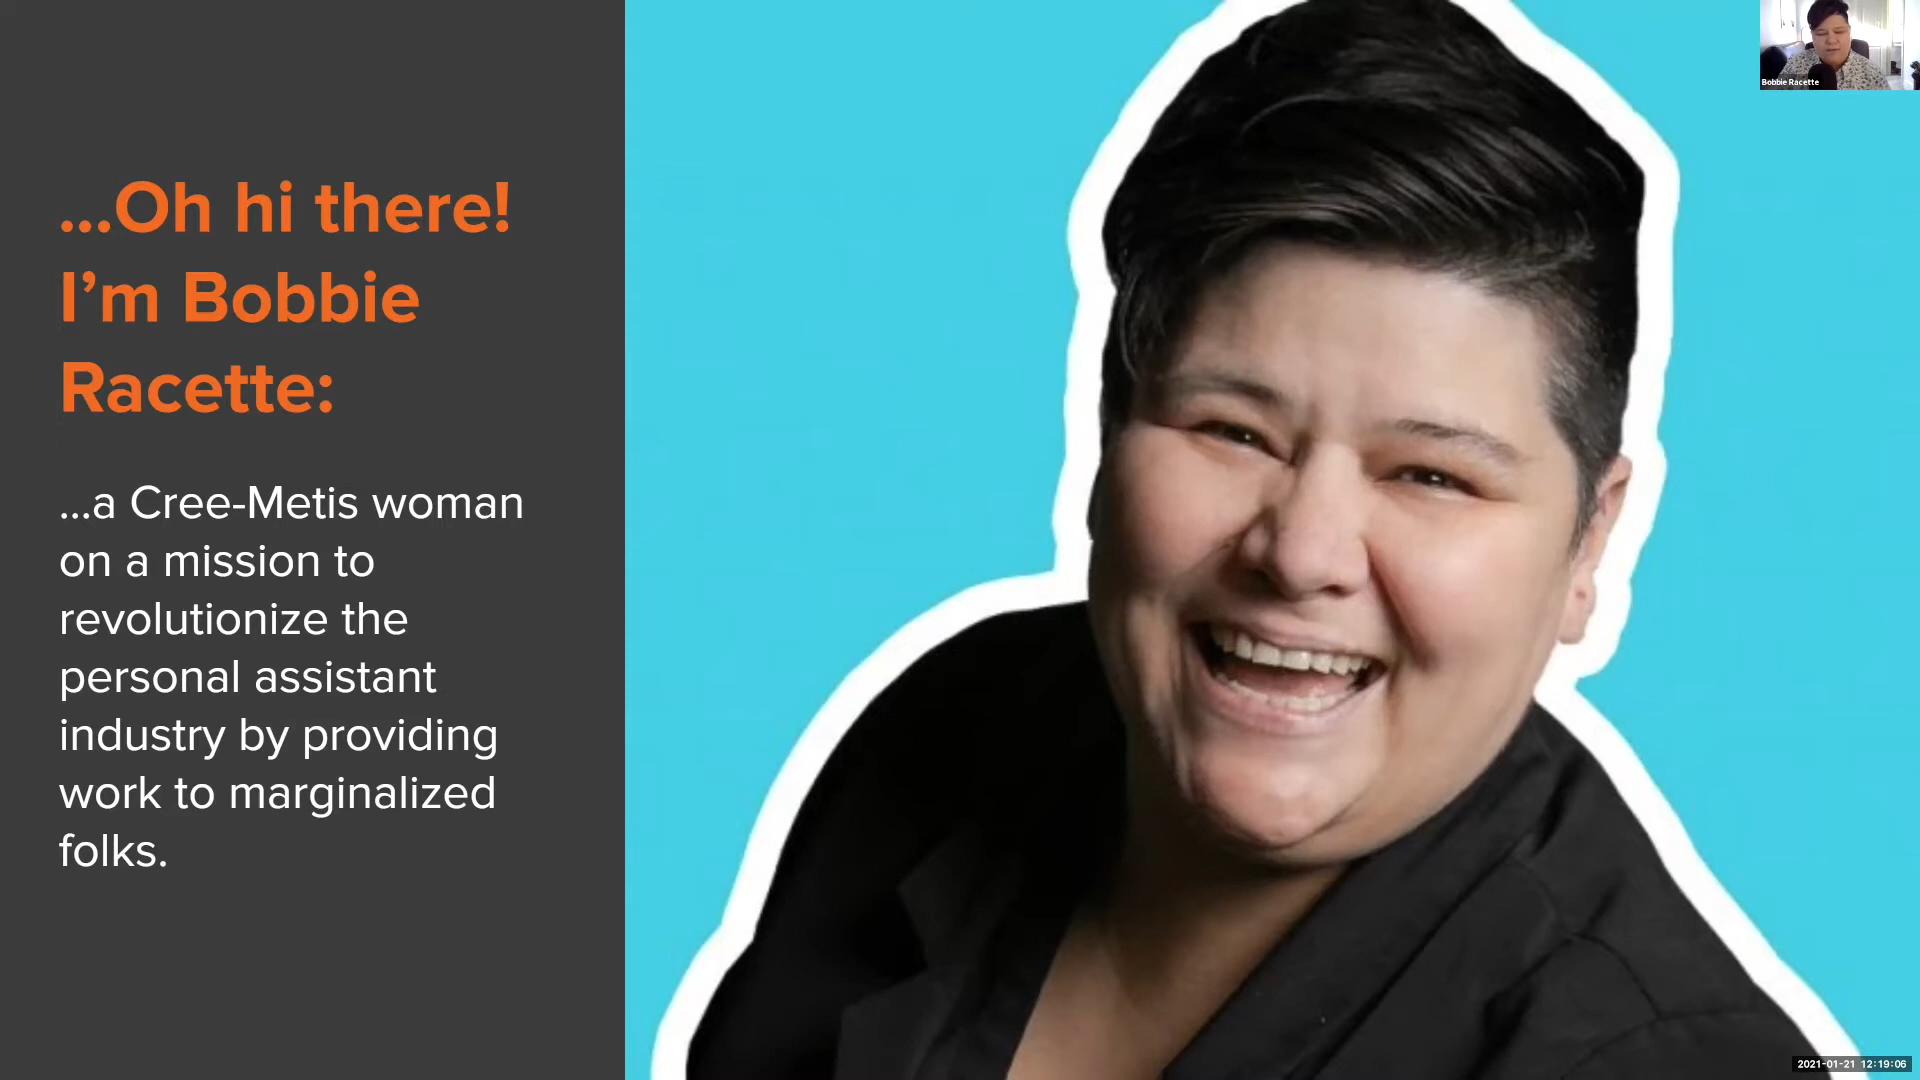 ...Oh hi there!
I’m Bobbie
Racette:
...a Cree-Metis woman
on a mission to
revolutionize the
personal assistant
industry by providing
work to marginalized
folks.
Bobbie Racette
2021-01-21 12:19:06